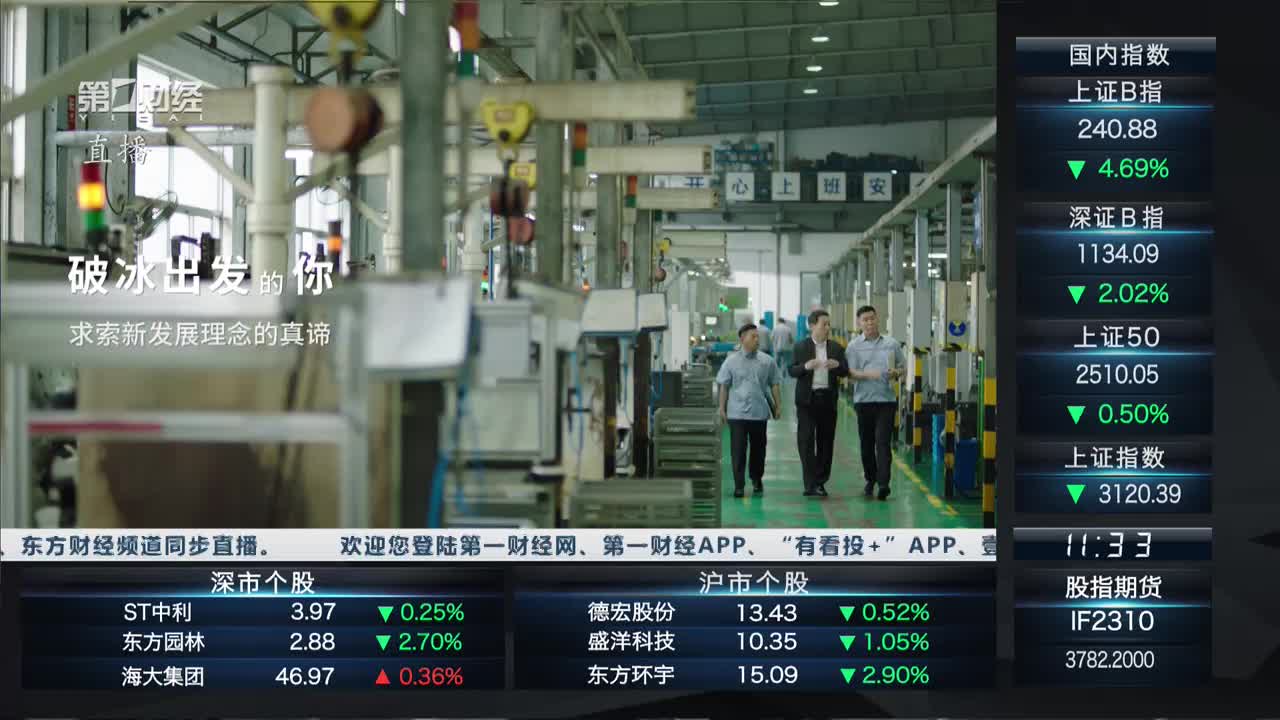 第1财经
YICAI
直播
心上班 安
破冰出发的你
求索新发展理念的真谛
、东方财经频道同步直播。 欢迎您登陆第一财经网、第一财经APP、“有看投+”APP、
深市个股
ST中利 3.97 ▼0.25%
东方园林 2.88 ▼2.70%
海大集团 46.97 ▲0.36%
沪市个股
德宏股份 13.43 ▼0.52%
盛洋科技 10.35 ▼1.05%
东方环宇 15.09 ▼2.90%
国内指数
上证B指
240.88
▼ 4.69%
深证B指
1134.09
▼ 2.02%
上证50
2510.05
▼ 0.50%
上证指数
▼ 3120.39
11:33
股指期货
IF2310
3782.2000